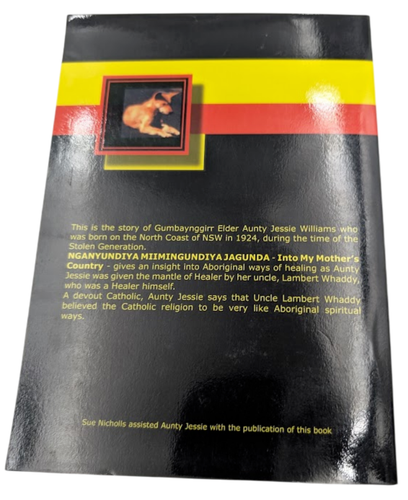 This is the story of Gumbaynggirr Elder Aunty Jessie Williams who
was born on the North Coast of NSW in 1924, during the time of the
Stolen Generation.
NGANYUNDIYA MIIMINGUNDIYA JAGUNDA - Into My Mother's
Country - gives an insight into Aboriginal ways of healing as Aunty
Jessie was given the mantle of Healer by her uncle, Lambert Whaddy,
who was a Healer himself.
A devout Catholic, Aunty Jessie says that Uncle Lambert Whaddy
believed the Catholic religion to be very like Aboriginal spiritual
ways.
Sue Nicholls assisted Aunty Jessie with the publication of this book